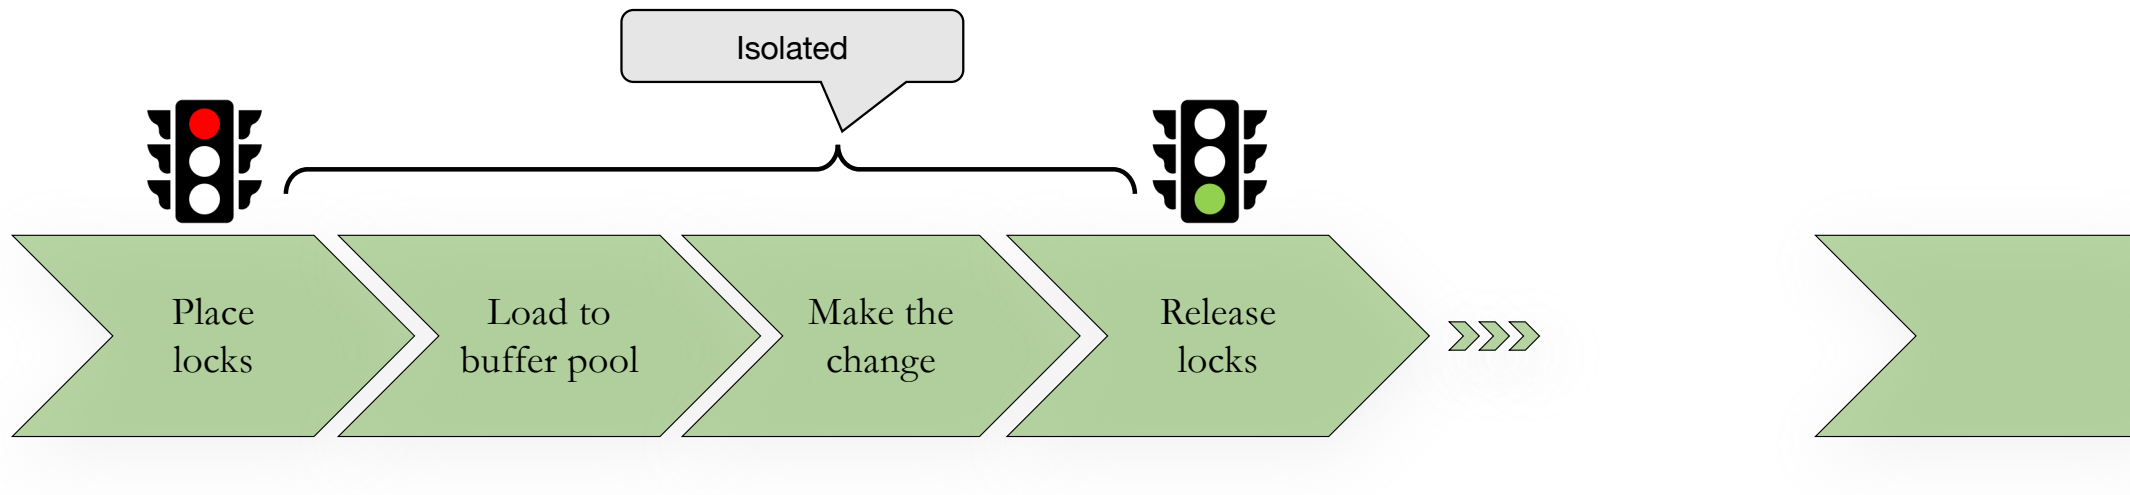 Isolated
Place
locks
Load to
buffer pool
Make the
change
Release
locks